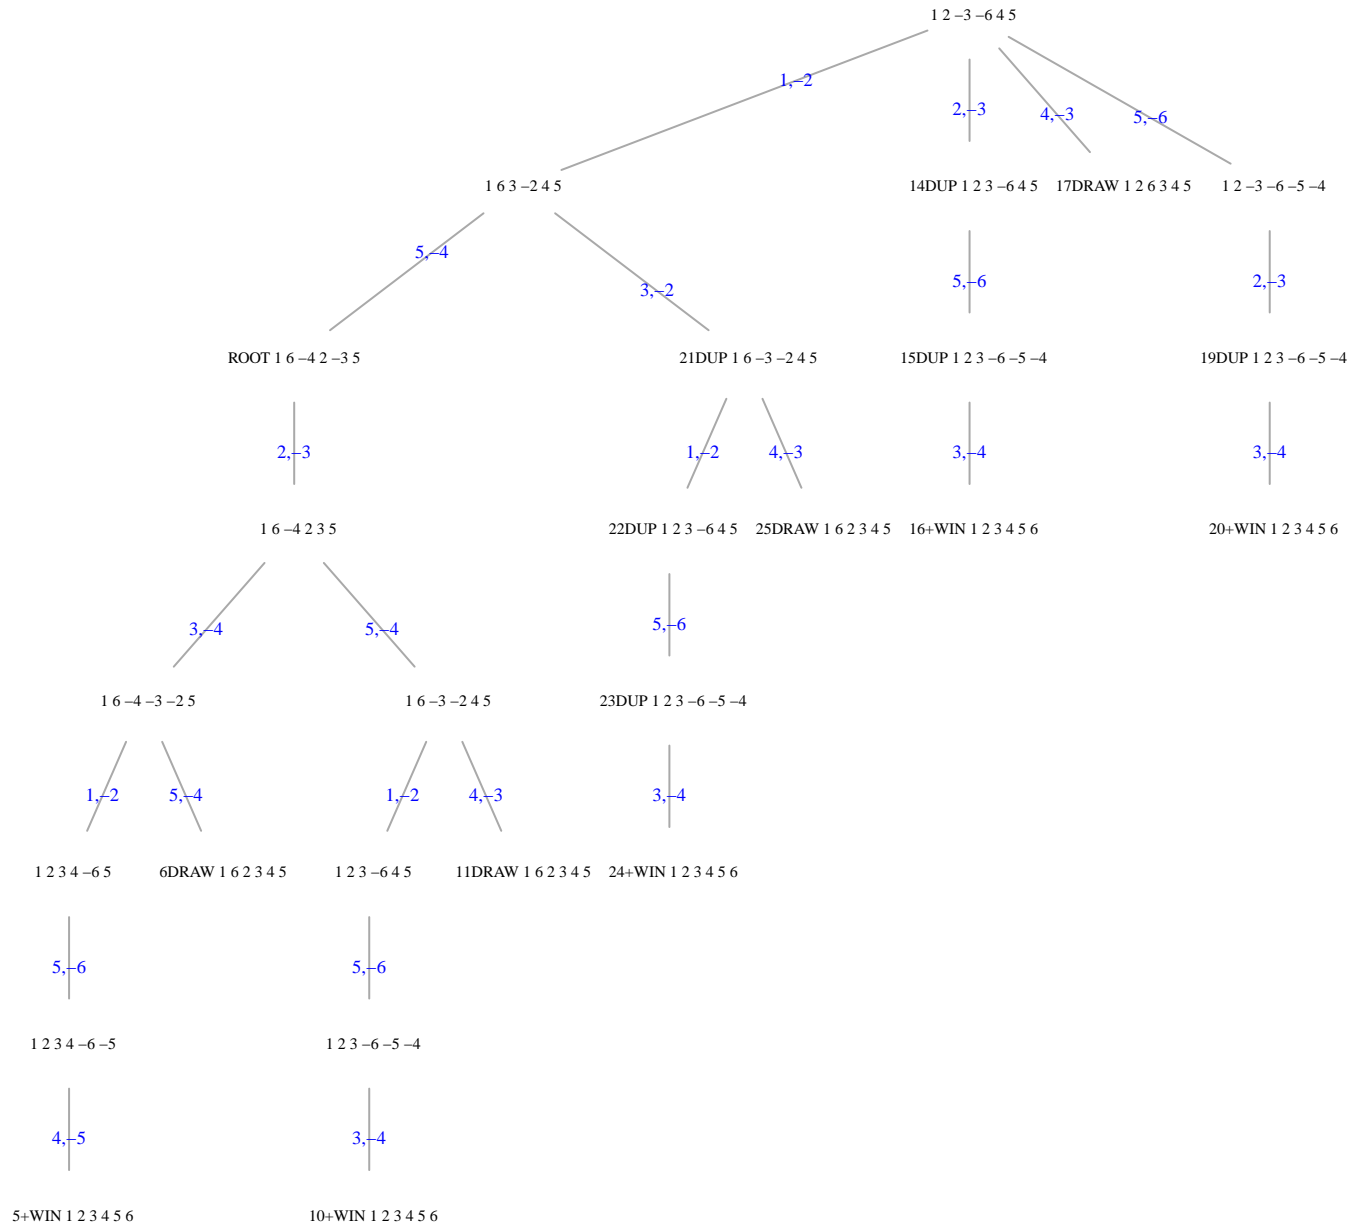 1 2 –3 –6 4 5
1,–2
2,–3
4,–3
5,–6
1 6 3 –2 4 5
14DUP 1 2 3 –6 4 5
17DRAW 1 2 6 3 4 5
1 2 –3 –6 –5 –4
5,–4
3,–2
5,–6
2,–3
ROOT 1 6 –4 2 –3 5
21DUP 1 6 –3 –2 4 5
15DUP 1 2 3 –6 –5 –4
19DUP 1 2 3 –6 –5 –4
2,–3
1,–2
4,–3
3,–4
3,–4
1 6 –4 2 3 5
22DUP 1 2 3 –6 4 5
25DRAW 1 6 2 3 4 5
16+WIN 1 2 3 4 5 6
20+WIN 1 2 3 4 5 6
3,–4
5,–4
5,–6
1 6 –4 –3 –2 5
1 6 –3 –2 4 5
23DUP 1 2 3 –6 –5 –4
1,–2
5,–4
1,–2
4,–3
3,–4
1 2 3 4 –6 5
6DRAW 1 6 2 3 4 5
1 2 3 –6 4 5
11DRAW 1 6 2 3 4 5
24+WIN 1 2 3 4 5 6
5,–6
5,–6
1 2 3 4 –6 –5
1 2 3 –6 –5 –4
4,–5
3,–4
5+WIN 1 2 3 4 5 6
10+WIN 1 2 3 4 5 6